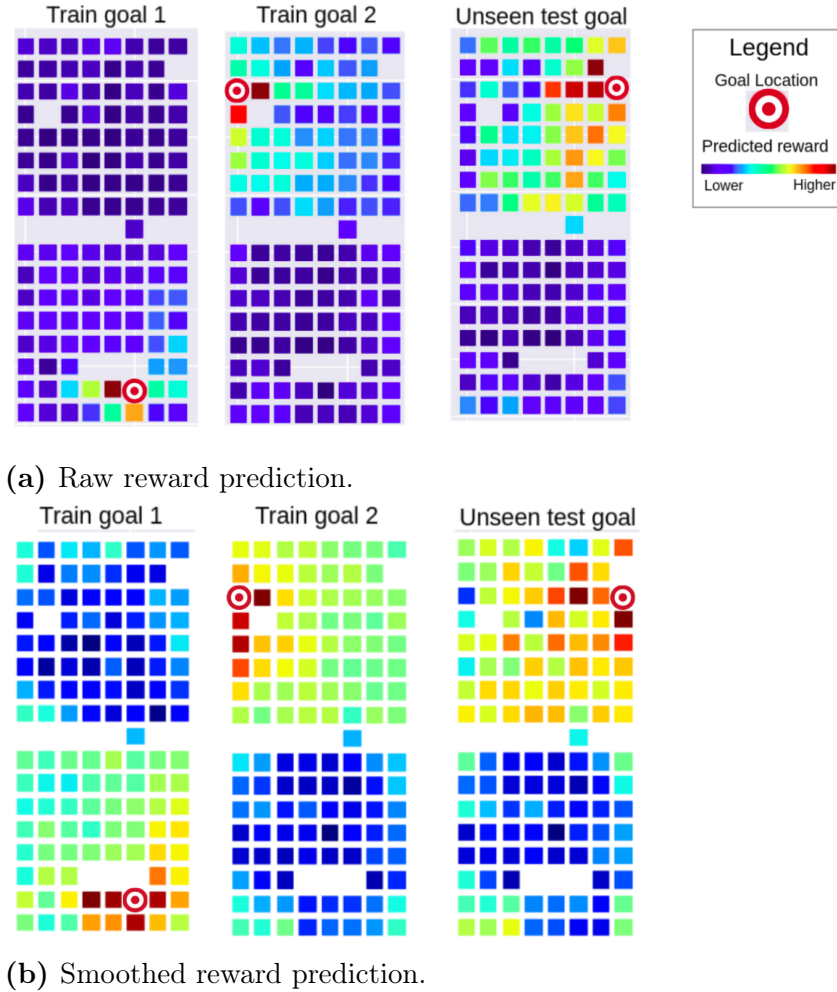 Train goal 1
Train goal 2
Unseen test goal
Legend
Goal Location
Predicted reward
Lower
Higher
(a) Raw reward prediction.
Train goal 1
Train goal 2
Unseen test goal
(b) Smoothed reward prediction.